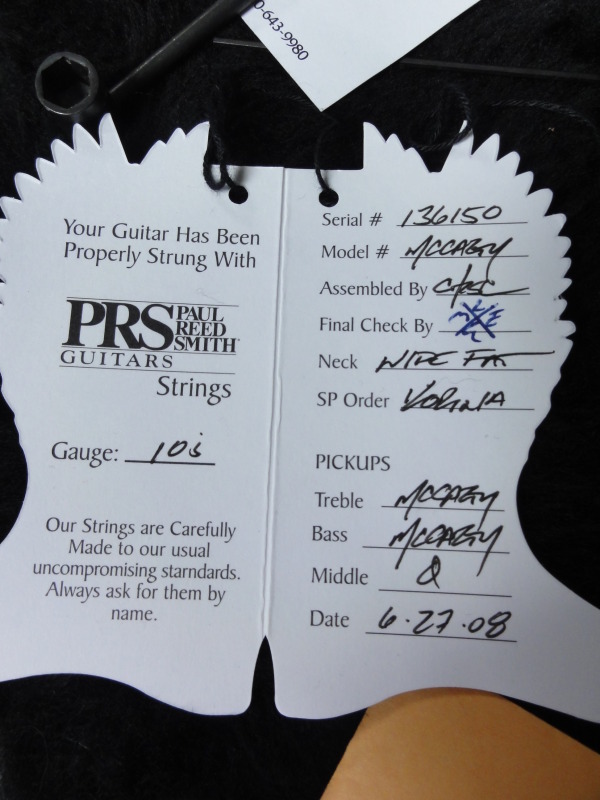 0-643-9980
Your Guitar Has Been
Properly Strung With
PRS PAUL
REED
SMITH
GUITARS
Strings
Gauge: 10s
Our Strings are Carefully
Made to our usual
uncompromising starndards.
Always ask for them by
name.
Serial # 136150
Model # McCARTY
Assembled By
Final Check By
Neck WIDE FAT
SP Order
PICKUPS
Treble McCARTY
Bass McCARTY
Middle
Date 6·27·08